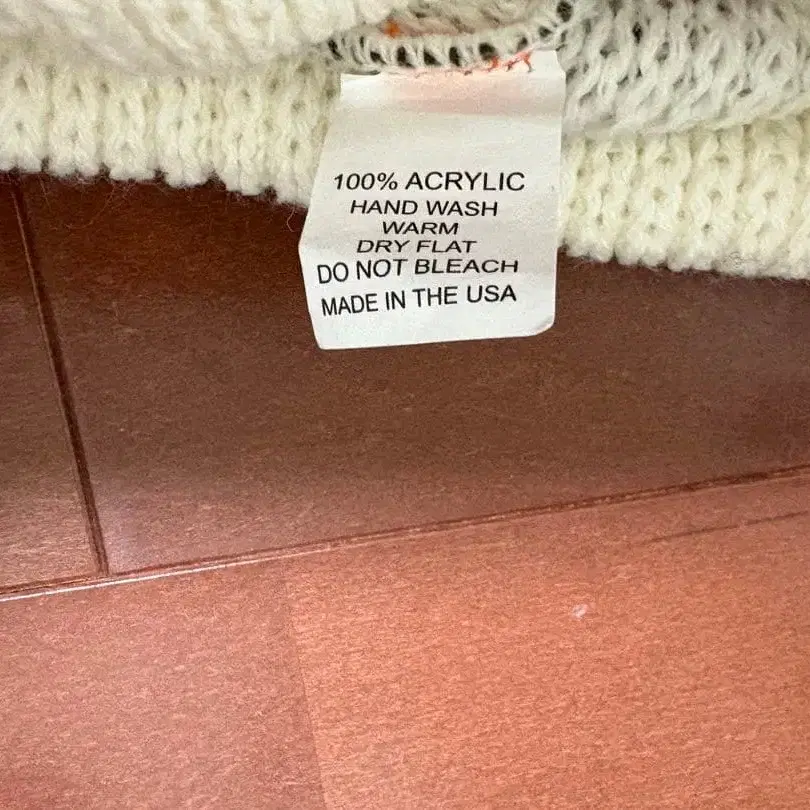 100% ACRYLIC
HAND WASH
WARM
DRY FLAT
DO NOT BLEACH
MADE IN THE USA